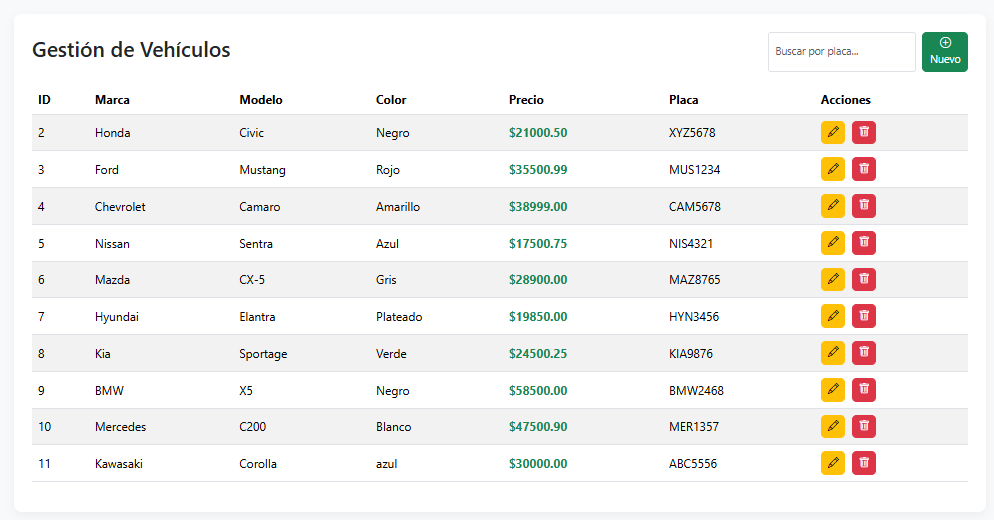 Gestión de Vehículos
Buscar por placa...
Nuevo
ID Marca Modelo Color Precio Placa Acciones
2 Honda Civic Negro $21000.50 XYZ5678
3 Ford Mustang Rojo $35500.99 MUS1234
4 Chevrolet Camaro Amarillo $38999.00 CAM5678
5 Nissan Sentra Azul $17500.75 NIS4321
6 Mazda CX-5 Gris $28900.00 MAZ8765
7 Hyundai Elantra Plateado $19850.00 HYN3456
8 Kia Sportage Verde $24500.25 KIA9876
9 BMW X5 Negro $58500.00 BMW2468
10 Mercedes C200 Blanco $47500.90 MER1357
11 Kawasaki Corolla azul $30000.00 ABC5556